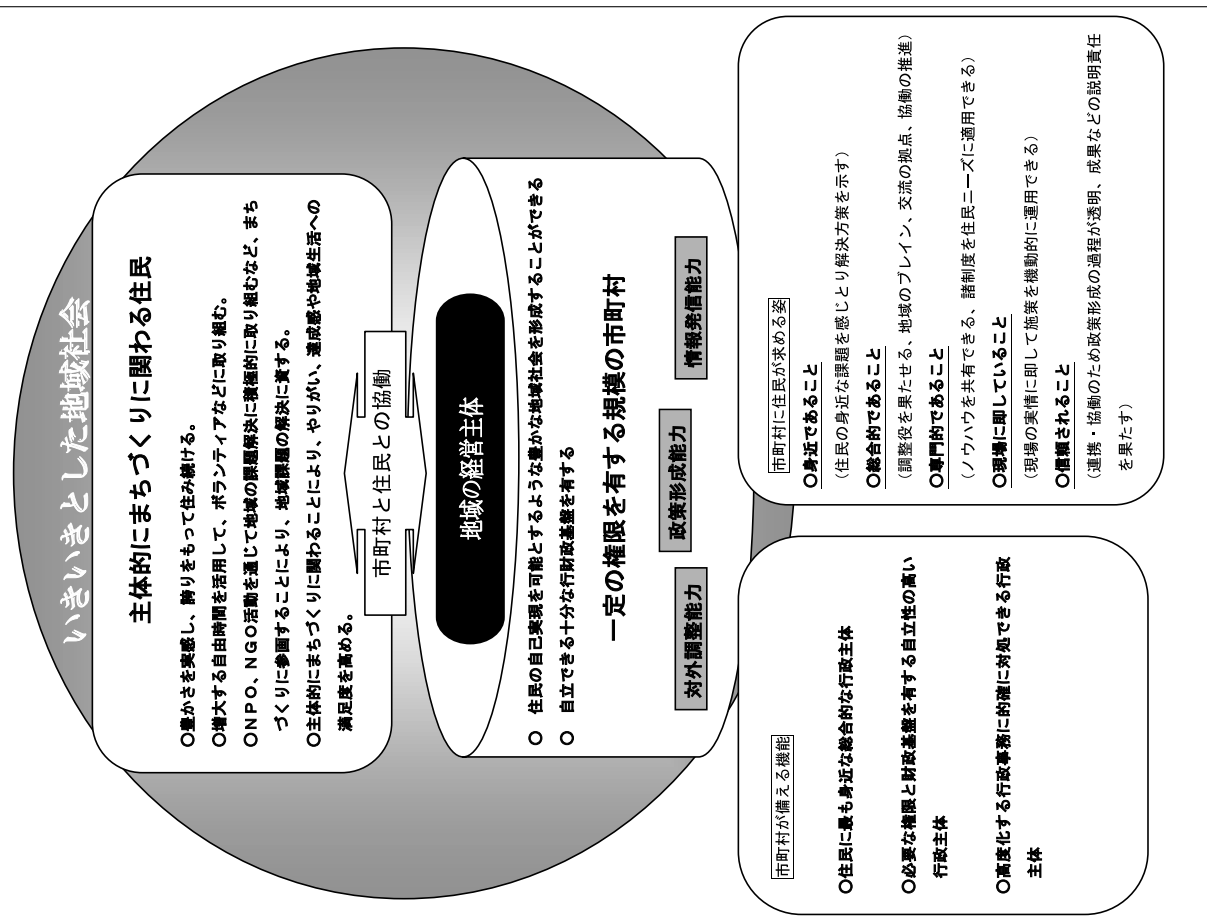 いきいきとした地域社会
主体的にまちづくりに関わる住民
○豊かさを実感し、誇りをもって住み続ける。
○増大する自由時間を活用して、ボランティアなどに取り組む。
○NPO、NGO活動を通じて地域の課題解決に積極的に取り組むなど、まち
づくりに参画することにより、地域課題の解決に資する。
○主体的にまちづくりに関わることにより、やりがい、達成感や地域生活への
満足度を高める。
市町村と住民との協働
地域の経営主体
○ 住民の自己実現を可能とするような豊かな地域社会を形成することができる
○ 自立できる十分な行財政基盤を有する
一定の権限を有する規模の市町村
対外調整能力
政策形成能力
情報発信能力
市町村が備える機能
○住民に最も身近な総合的な行政主体
○必要な権限と財政基盤を有する自立性の高い
行政主体
○高度化する行政事務に的確に対処できる行政
主体
市町村に住民が求める姿
○身近であること
（住民の身近な課題を感じとり解決方策を示す）
○総合的であること
（調整役を果たせる、地域のブレイン、交流の拠点、協働の推進）
○専門的であること
（ノウハウを共有できる、諸制度を住民ニーズに適用できる）
○現場に即していること
（現場の実情に即して施策を機動的に運用できる）
○信頼されること
（連携・協働のため政策形成の過程が透明、成果などの説明責任
を果たす）